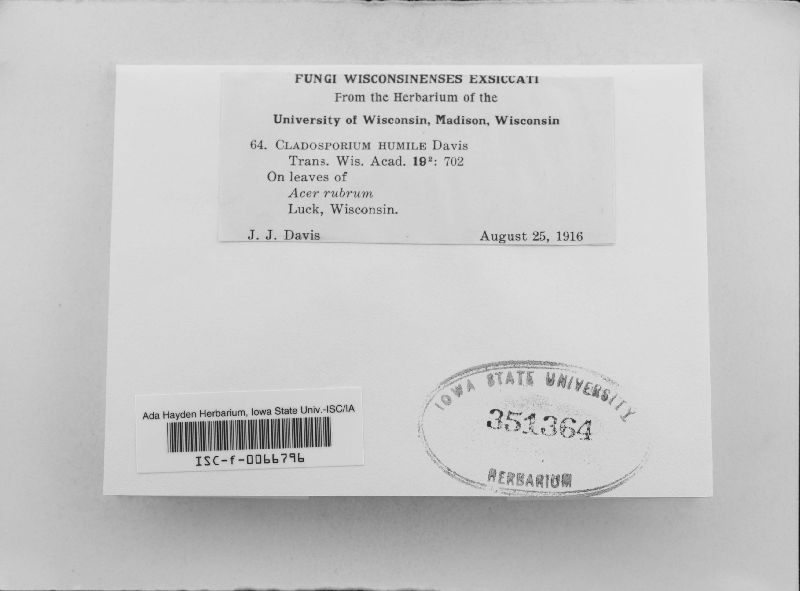 FUNGI WISCONSINENSES EXSICCATI
From the Herbarium of the
University of Wisconsin, Madison, Wisconsin
64. CLADOSPORIUM HUMILE Davis
Trans. Wis. Acad. 19²: 702
On leaves of
Acer rubrum
Luck, Wisconsin.
J. J. Davis August 25, 1916
IOWA STATE UNIVERSITY
351364
HERBARIUM
Ada Hayden Herbarium, Iowa State Univ.-ISC/IA
ISC-f-0066796